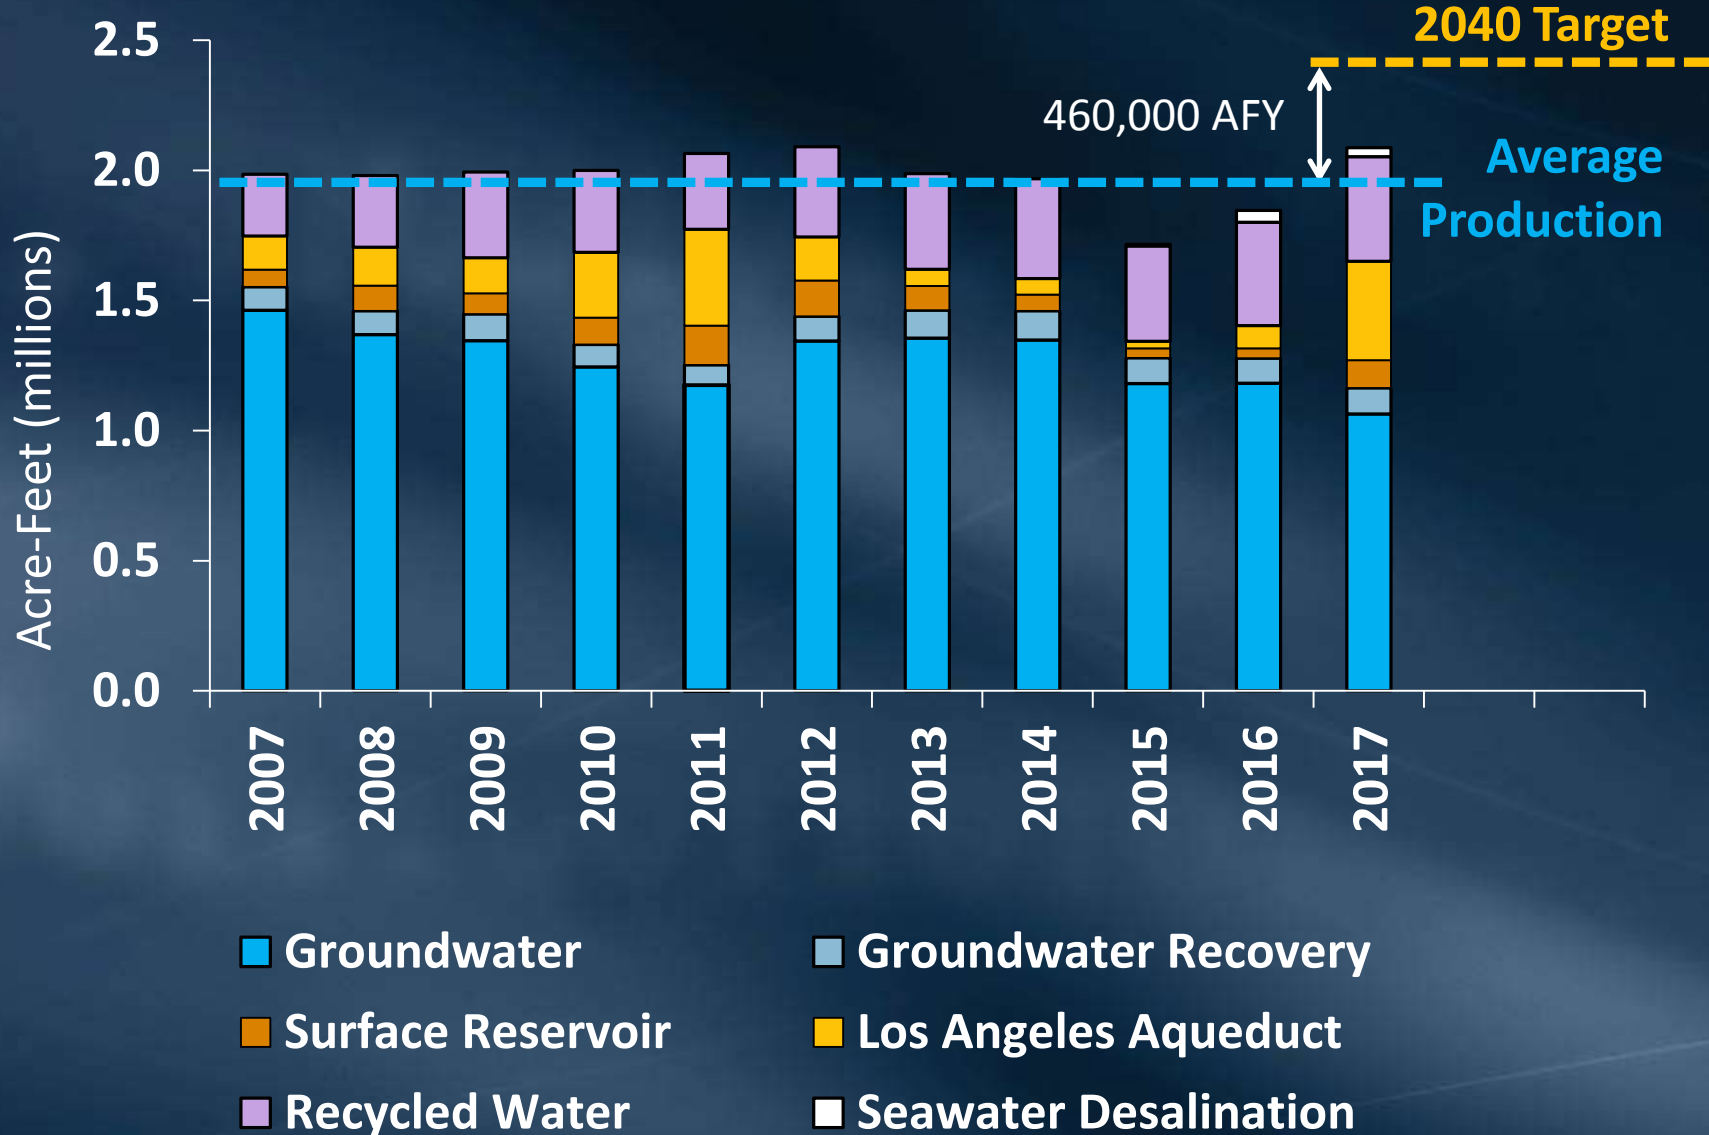 2040 Target
2.5
460,000 AFY
2.0
Average
Production
1.5
1.0
0.5
0.0
Acre-Feet (millions)
2007
2008
2009
2010
2011
2012
2013
2014
2015
2016
2017
Groundwater
Groundwater Recovery
Surface Reservoir
Los Angeles Aqueduct
Recycled Water
Seawater Desalination